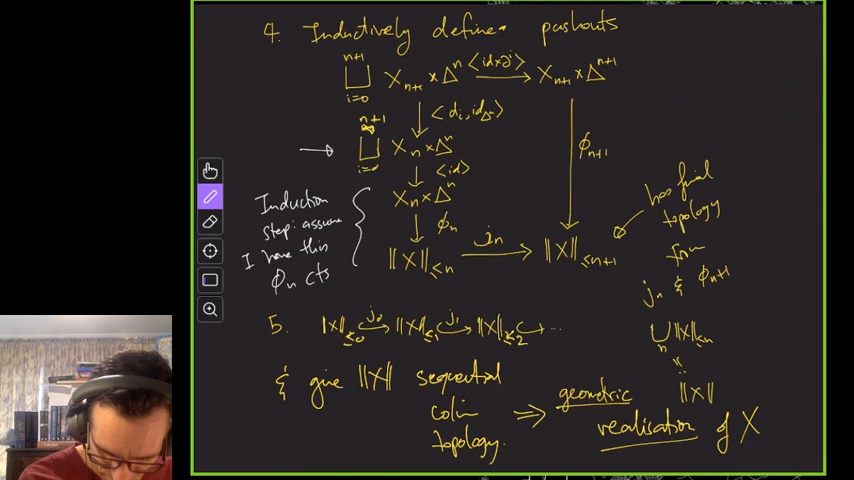 4. Inductively define pushouts
n+1 ⊔ i=0 X_{n+1} × Δ^n ⟨id×∂^i⟩ → X_{n+1} × Δ^{n+1}
↓ ⟨d_i, id_{Δ^n}⟩
→ n+1 ⊔ i=0 X_n × Δ^n
↓ ⟨id⟩
φ_{n+1}
X_n × Δ^n
↓ φ_n
‖X‖_{≤n} j_n → ‖X‖_{≤n+1}
Induction
step: assume
I have this
φ_n cts
has final
topology
from
j_n & φ_{n+1}
5. ‖X‖_{≤0} j_0 ↪ ‖X‖_{≤1} j_1 ↪ ‖X‖_{≤2} ↪ ...
⋃_n ‖X‖_{≤n}
=:
‖X‖
& give ‖X‖ sequential
colim
topology.
⇒ geometric
realisation of X